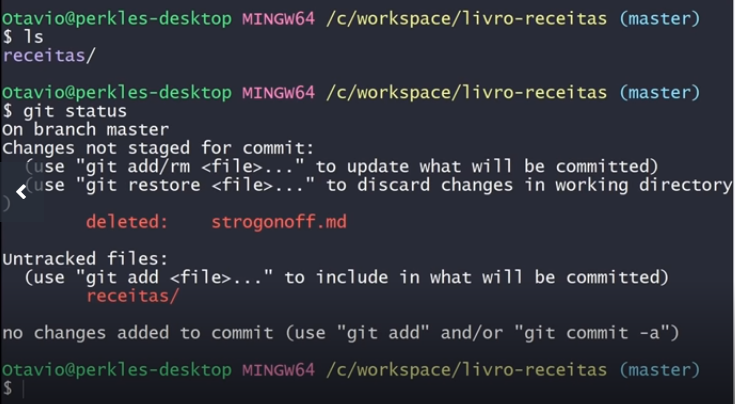 Otavio@perkles-desktop MINGW64 /c/workspace/livro-receitas (master)
$ ls
receitas/
Otavio@perkles-desktop MINGW64 /c/workspace/livro-receitas (master)
$ git status
On branch master
Changes not staged for commit:
(use "git add/rm <file>..." to update what will be committed)
(use "git restore <file>..." to discard changes in working directory
)
deleted: strogonoff.md
Untracked files:
(use "git add <file>..." to include in what will be committed)
receitas/
no changes added to commit (use "git add" and/or "git commit -a")
Otavio@perkles-desktop MINGW64 /c/workspace/livro-receitas (master)
$